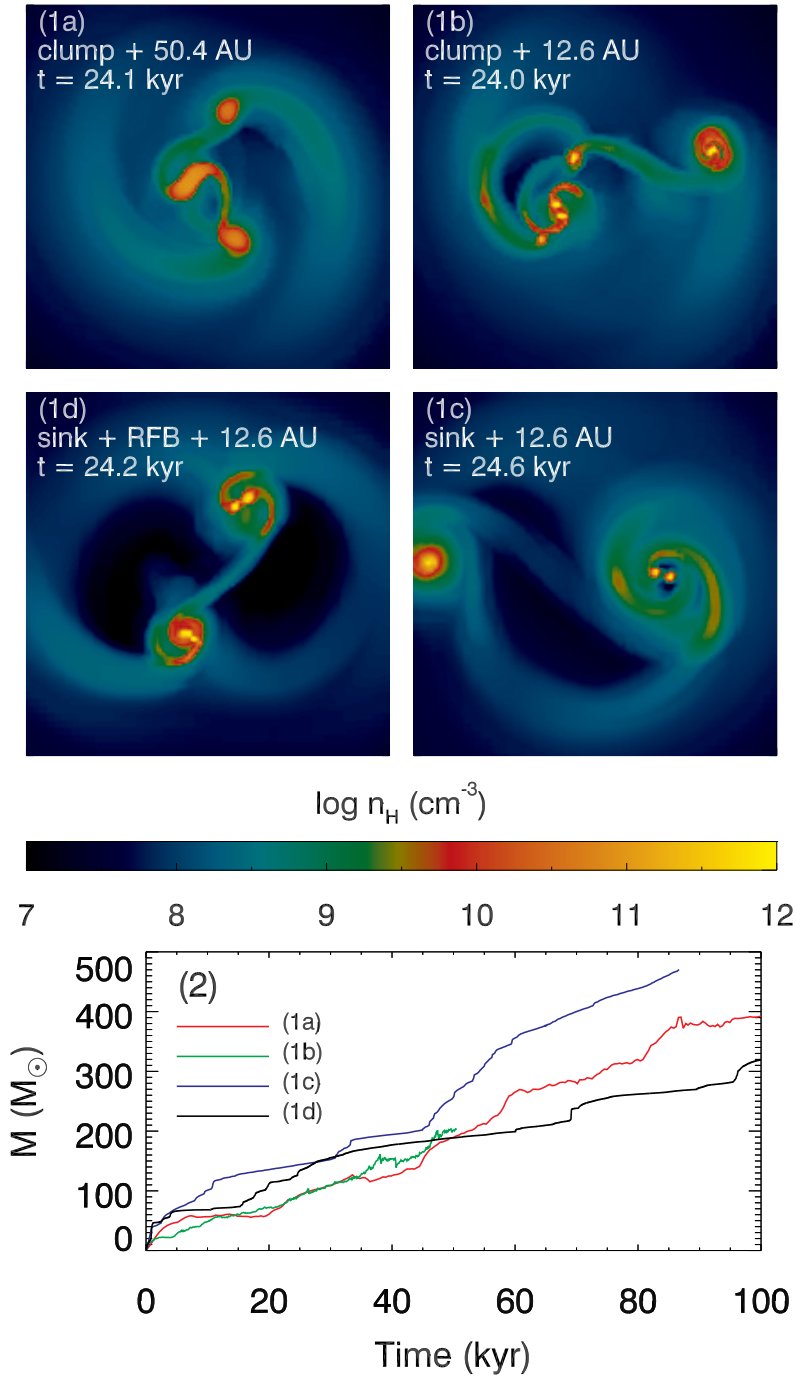 (1a)
clump + 50.4 AU
t = 24.1 kyr
(1b)
clump + 12.6 AU
t = 24.0 kyr
(1d)
sink + RFB + 12.6 AU
t = 24.2 kyr
(1c)
sink + 12.6 AU
t = 24.6 kyr
log n_H (cm^-3)
7 8 9 10 11 12
(2)
(1a)
(1b)
(1c)
(1d)
M (M☉)
500
400
300
200
100
0
0 20 40 60 80 100
Time (kyr)